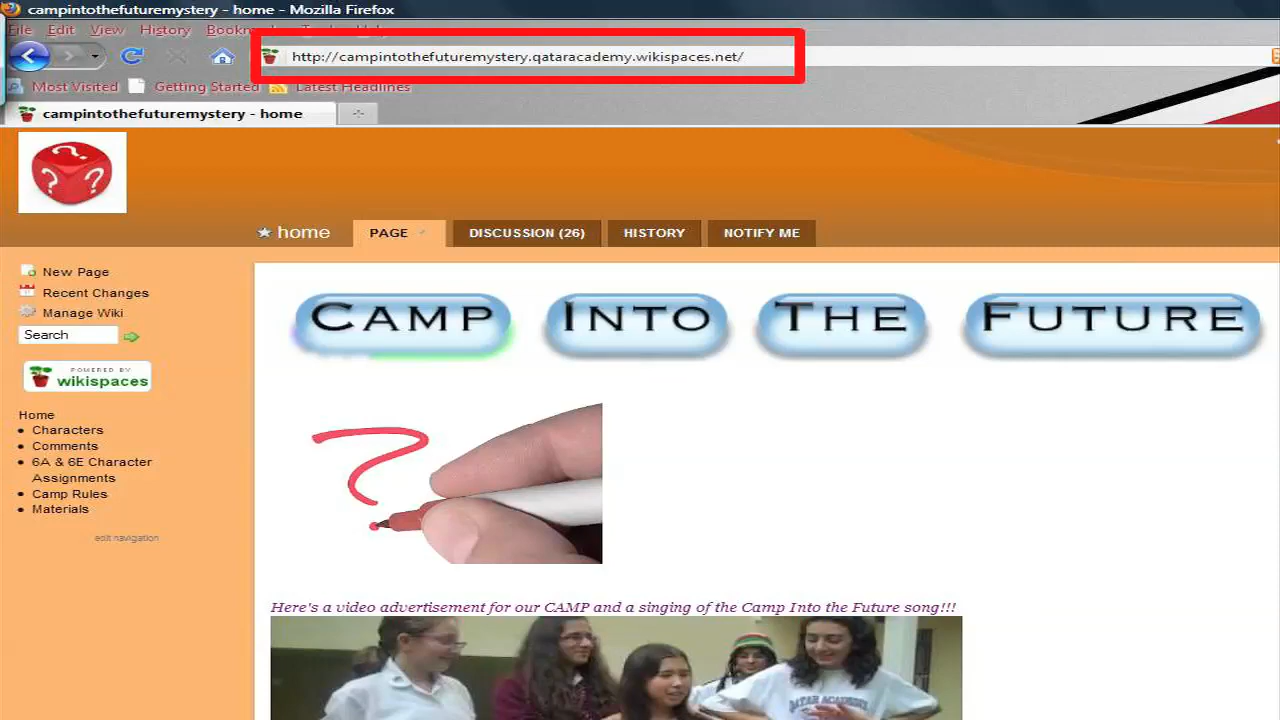 campintothefuturemystery - home - Mozilla Firefox
File Edit View History Bookm
http://campintothefuturemystery.qataracademy.wikispaces.net/
Most Visited Getting Started Latest Headlines
campintothefuturemystery - home
home PAGE DISCUSSION (26) HISTORY NOTIFY ME
New Page
Recent Changes
Manage Wiki
Search
POWERED BY
wikispaces
Home
Characters
Comments
6A & 6E Character
Assignments
Camp Rules
Materials
edit navigation
CAMP INTO THE FUTURE
?
Here's a video advertisement for our CAMP and a singing of the Camp Into the Future song!!!
QATAR ACADEMY